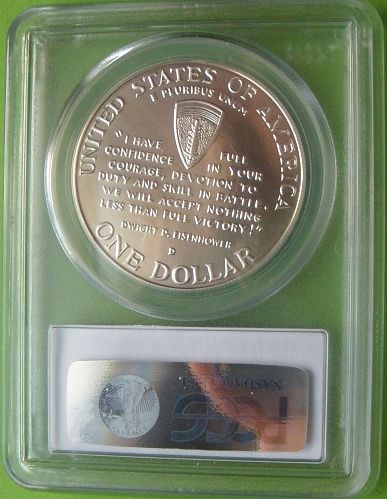 UNITED STATES OF AMERICA
E PLURIBUS UNUM
"I HAVE FULL
CONFIDENCE IN YOUR
COURAGE, DEVOTION TO
DUTY AND SKILL IN BATTLE.
WE WILL ACCEPT NOTHING
LESS THAN FULL VICTORY!"
DWIGHT D. EISENHOWER
D
ONE DOLLAR
PCGS